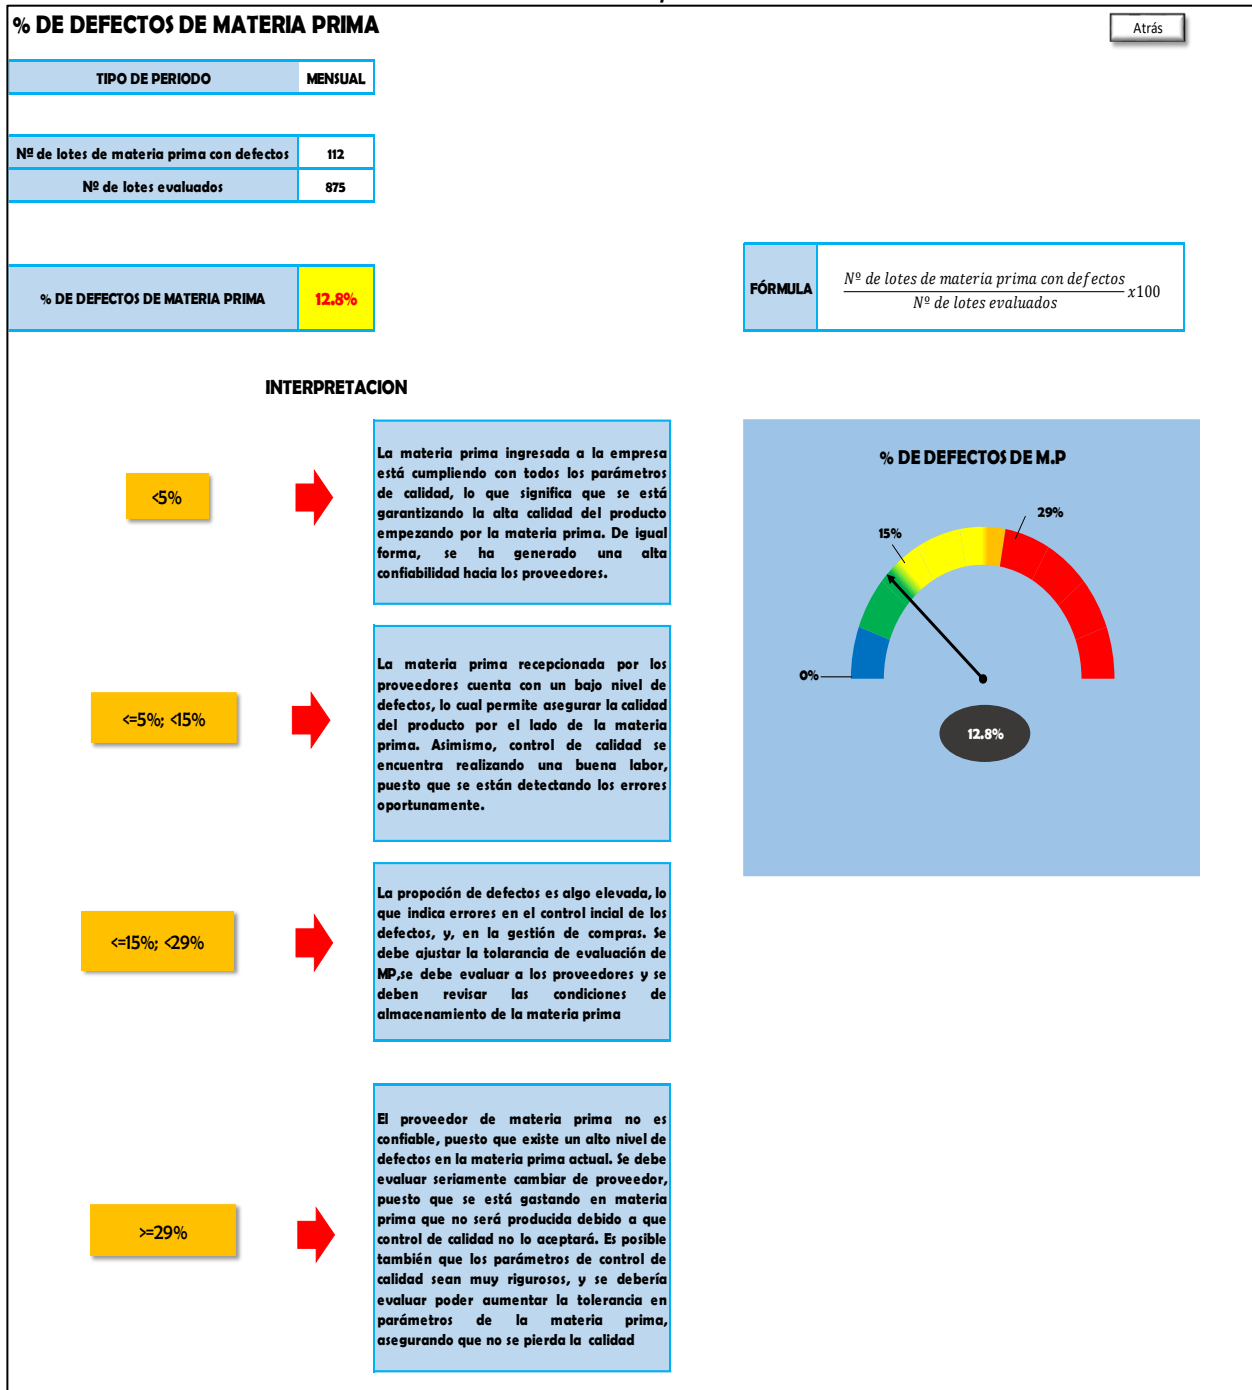 % DE DEFECTOS DE MATERIA PRIMA
Atrás
TIPO DE PERIODO MENSUAL
Nº de lotes de materia prima con defectos 112
Nº de lotes evaluados 875
% DE DEFECTOS DE MATERIA PRIMA 12.8%
FÓRMULA
Nº de lotes de materia prima con defectos
Nº de lotes evaluados
x100
INTERPRETACION
<5%
La materia prima ingresada a la empresa
está cumpliendo con todos los parámetros
de calidad, lo que significa que se está
garantizando la alta calidad del producto
empezando por la materia prima. De igual
forma, se ha generado una alta
confiabilidad hacia los proveedores.
<=5%; <15%
La materia prima recepcionada por los
proveedores cuenta con un bajo nivel de
defectos, lo cual permite asegurar la calidad
del producto por el lado de la materia
prima. Asimismo, control de calidad se
encuentra realizando una buena labor,
puesto que se están detectando los errores
oportunamente.
<=15%; <29%
La propoción de defectos es algo elevada, lo
que indica errores en el control incial de los
defectos, y, en la gestión de compras. Se
debe ajustar la tolarancia de evaluación de
MP,se debe evaluar a los proveedores y se
deben revisar las condiciones de
almacenamiento de la materia prima
>=29%
El proveedor de materia prima no es
confiable, puesto que existe un alto nivel de
defectos en la materia prima actual. Se debe
evaluar seriamente cambiar de proveedor,
puesto que se está gastando en materia
prima que no será producida debido a que
control de calidad no lo aceptará. Es posible
también que los parámetros de control de
calidad sean muy rigurosos, y se debería
evaluar poder aumentar la tolerancia en
parámetros de la materia prima,
asegurando que no se pierda la calidad
% DE DEFECTOS DE M.P
29%
15%
0%
12.8%